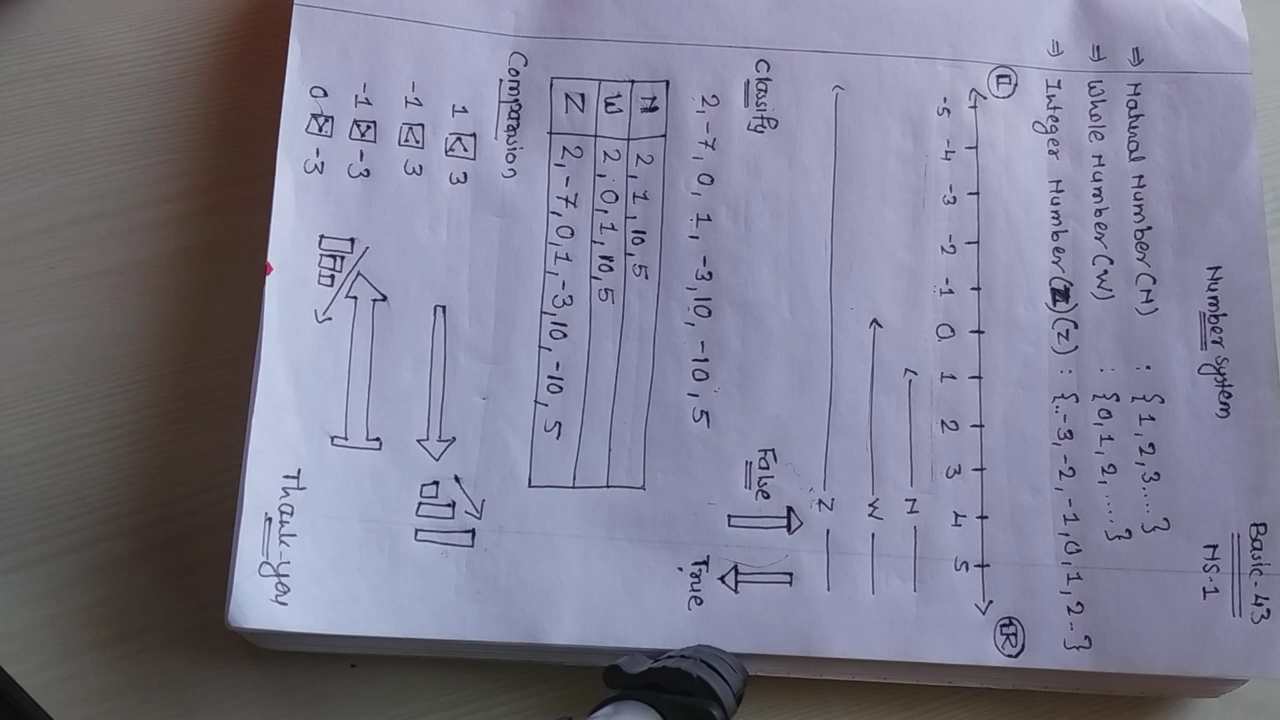 Basic-43
Number system
NS-1
⇒ Natural Number (N) : {1, 2, 3.....}
⇒ Whole Number (W) : {0, 1, 2, .....}
⇒ Integer Number (Z) : {..-3, -2, -1, 0, 1, 2..}
-5 -4 -3 -2 -1 0 1 2 3 4 5
N
W
Z
Classify
False
True
2, -7, 0, 1, -3, 10, -10, 5
N 2, 1, 10, 5
W 2, 0, 1, 10, 5
Z 2, -7, 0, 1, -3, 10, -10, 5
Comparasion
1 < 3
-1 < 3
-1 > -3
0 > -3
Thank you